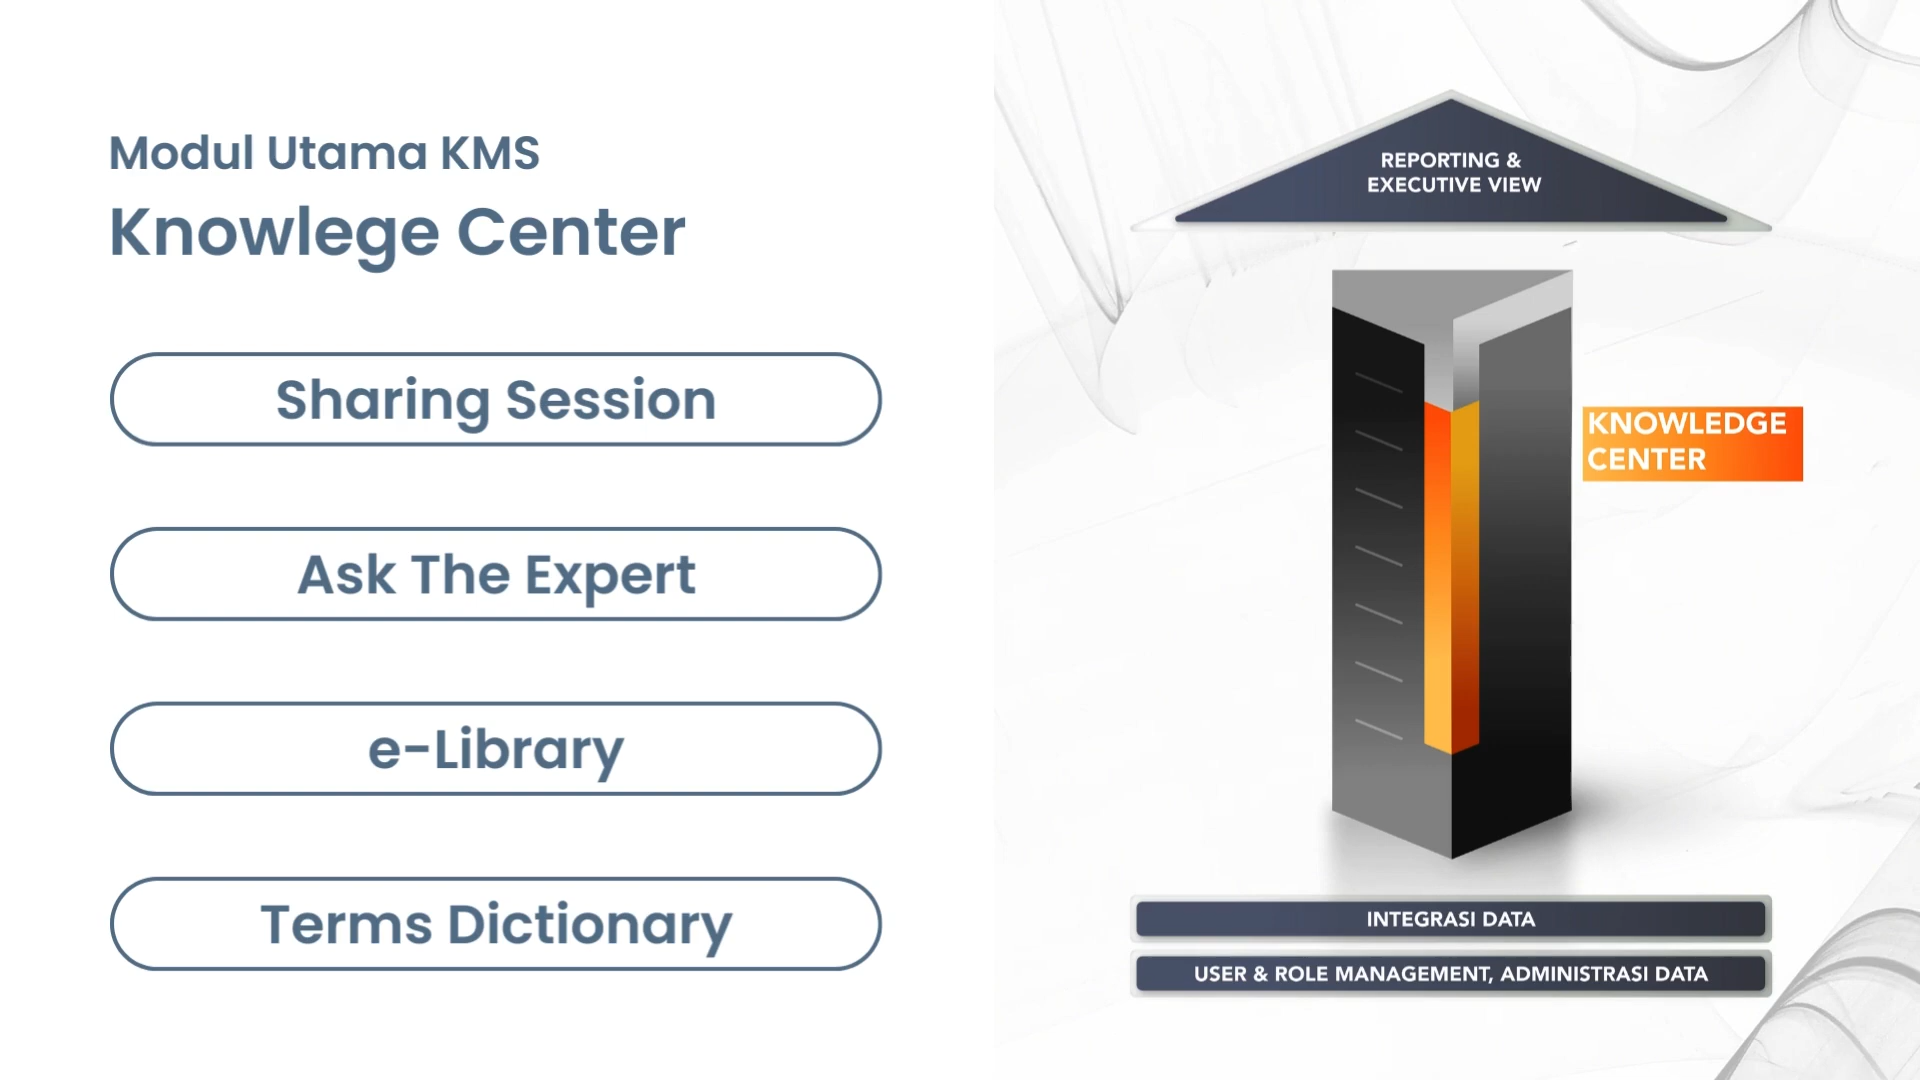 Modul Utama KMS
Knowlege Center
Sharing Session
Ask The Expert
e-Library
Terms Dictionary
REPORTING &
EXECUTIVE VIEW
KNOWLEDGE
CENTER
INTEGRASI DATA
USER & ROLE MANAGEMENT, ADMINISTRASI DATA